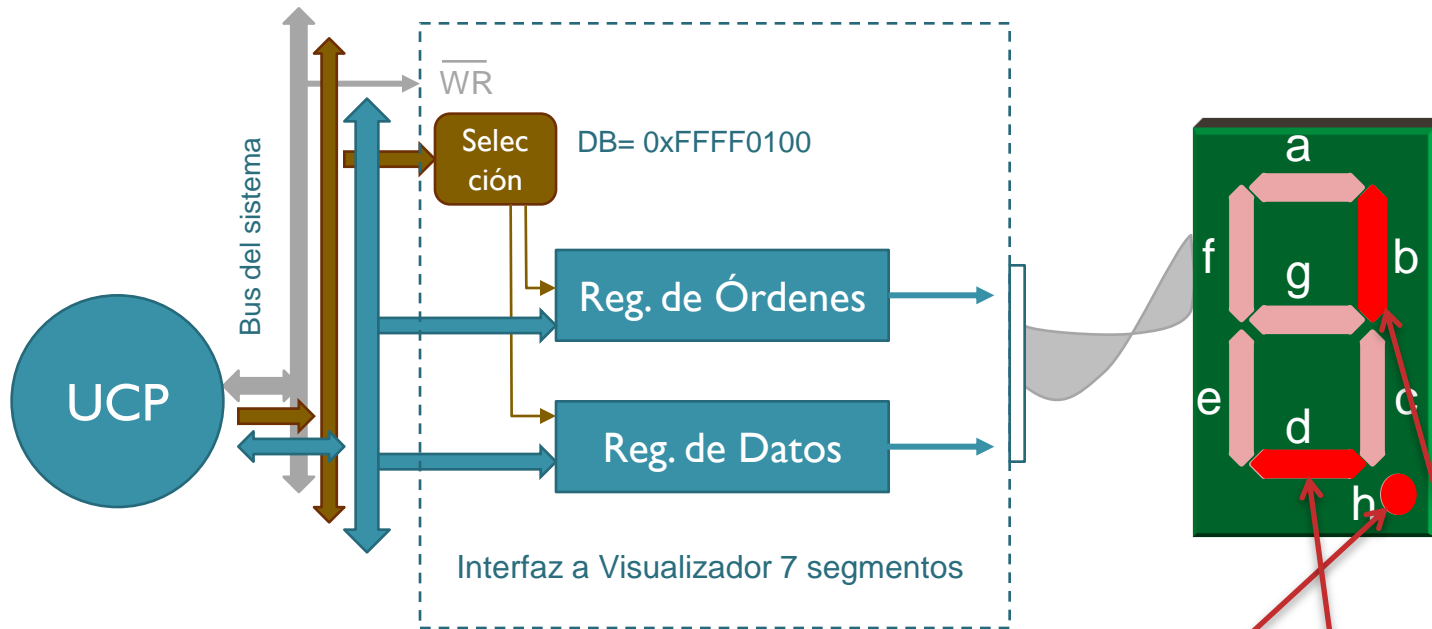 WR
Selec
ción
DB= 0xFFFF0100
Bus del sistema
UCP
Reg. de Órdenes
Reg. de Datos
Interfaz a Visualizador 7 segmentos
a
f
b
g
e
c
d
h